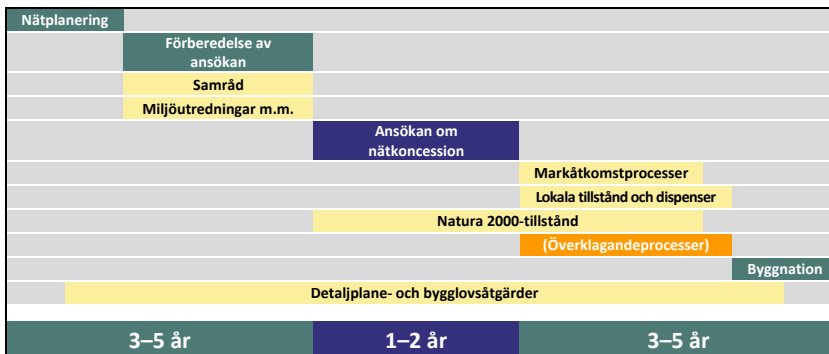 Nätplanering
Förberedelse av
ansökan
Samråd
Miljöutredningar m.m.
Ansökan om
nätkoncession
Markåtkomstprocesser
Lokala tillstånd och dispenser
Natura 2000-tillstånd
(Överklagandeprocesser)
Byggnation
Detaljplane- och bygglovsåtgärder
3–5 år
1–2 år
3–5 år